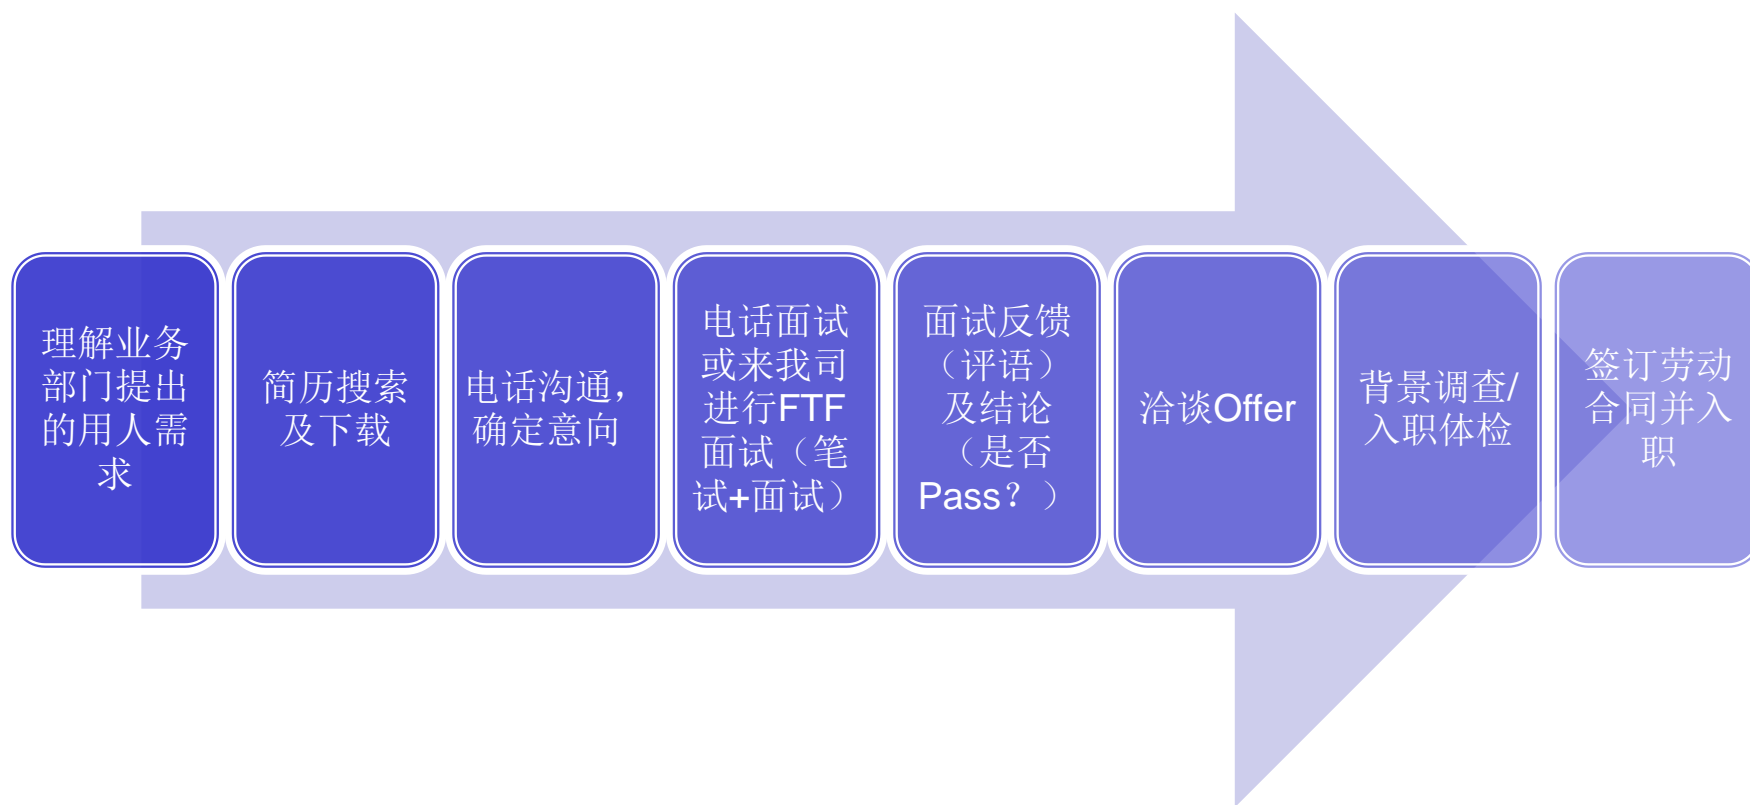 理解业务
部门提出
的用人需
求
简历搜索
及下载
电话沟通，
确定意向
电话面试
或来我司
进行FTF
面试（笔
试+面试）
面试反馈
（评语）
及结论
（是否
Pass？）
洽谈Offer
背景调查/
入职体检
签订劳动
合同并入
职